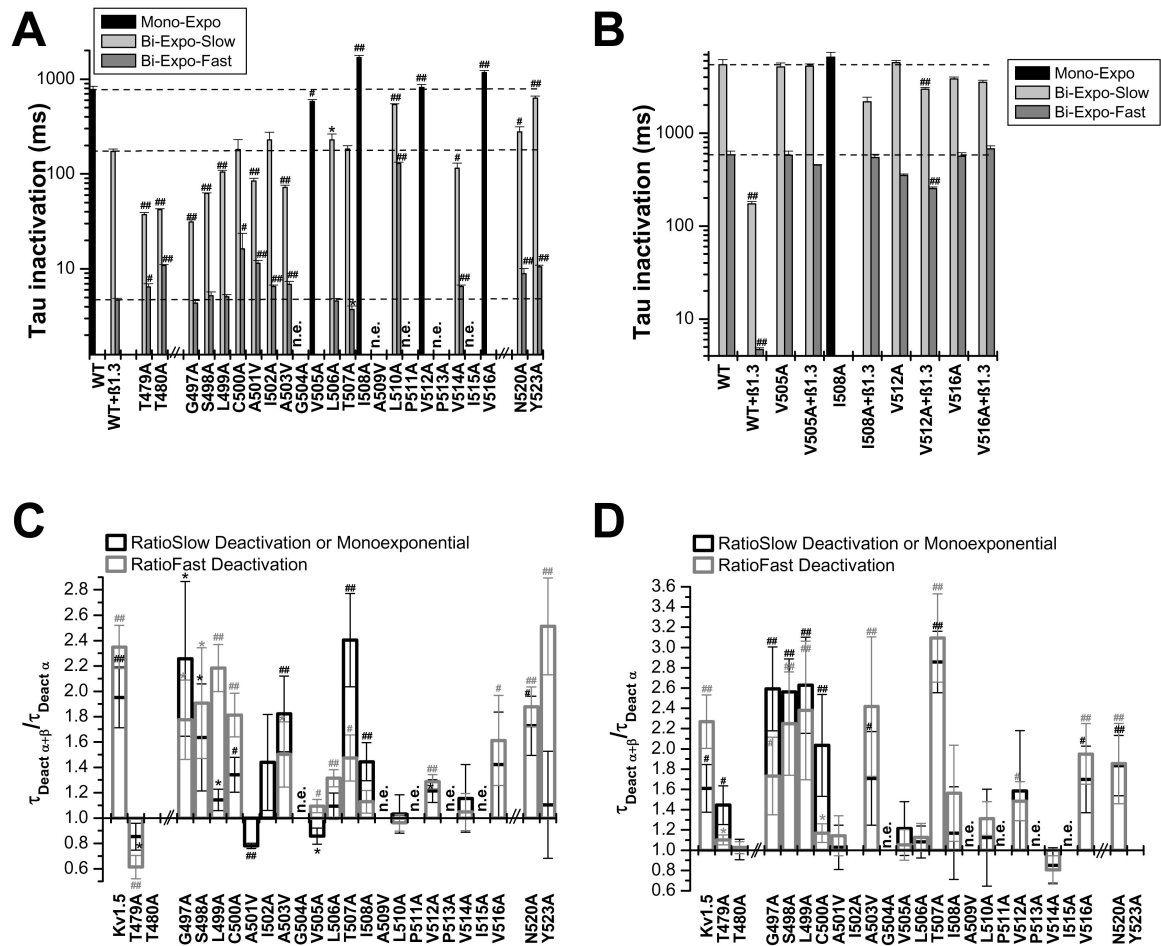 A
Mono-Expo
Bi-Expo-Slow
Bi-Expo-Fast
Tau inactivation (ms)
1000
100
10
## # ## ## ## ## ## ## ## ## # ## ## ## ## ## n.e. # * * ## n.e. ## ## n.e. ## n.e. # ## n.e. ## # ## ## ##
WT
WT+ß1.3
T479A
T480A
G497A
S498A
L499A
C500A
A501V
I502A
A503V
G504A
V505A
L506A
T507A
I508A
A509V
L510A
P511A
V512A
P513A
V514A
I515A
V516A
N520A
Y523A
B
Mono-Expo
Bi-Expo-Slow
Bi-Expo-Fast
Tau inactivation (ms)
1000
100
10
## ## ## ##
WT
WT+ß1.3
V505A
V505A+ß1.3
I508A
I508A+ß1.3
V512A
V512A+ß1.3
V516A
V516A+ß1.3
C
RatioSlow Deactivation or Monoexponential
RatioFast Deactivation
τDeact α+β/τDeact α
2.8
2.6
2.4
2.2
2.0
1.8
1.6
1.4
1.2
1.0
0.8
0.6
n.e. n.e. n.e. n.e. n.e.
Kv1.5
T479A
T480A
G497A
S498A
L499A
C500A
A501V
I502A
A503V
G504A
V505A
L506A
T507A
I508A
A509V
L510A
P511A
V512A
P513A
V514A
I515A
V516A
N520A
Y523A
D
RatioSlow Deactivation or Monoexponential
RatioFast Deactivation
τDeact α+β/τDeact α
3.6
3.4
3.2
3.0
2.8
2.6
2.4
2.2
2.0
1.8
1.6
1.4
1.2
1.0
0.8
0.6
n.e. n.e. n.e. n.e. n.e.
Kv1.5
T479A
T480A
G497A
S498A
L499A
C500A
A501V
I502A
A503V
G504A
V505A
L506A
T507A
I508A
A509V
L510A
P511A
V512A
P513A
V514A
I515A
V516A
N520A
Y523A